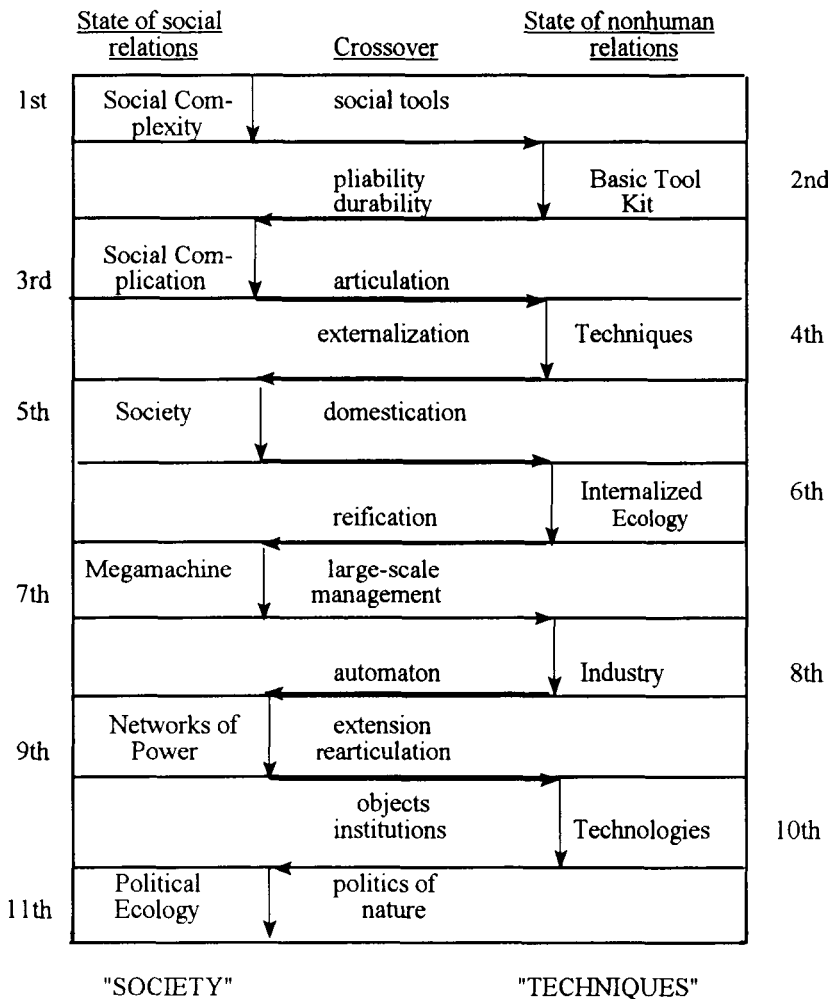 State of social
relations
Crossover
State of nonhuman
relations
1st
Social Com-
plexity
social tools
pliability
durability
Basic Tool
Kit
2nd
3rd
Social Com-
plication
articulation
externalization
Techniques
4th
5th
Society
domestication
reification
Internalized
Ecology
6th
7th
Megamachine
large-scale
management
automaton
Industry
8th
9th
Networks of
Power
extension
rearticulation
objects
institutions
Technologies
10th
11th
Political
Ecology
politics of
nature
"SOCIETY"
"TECHNIQUES"